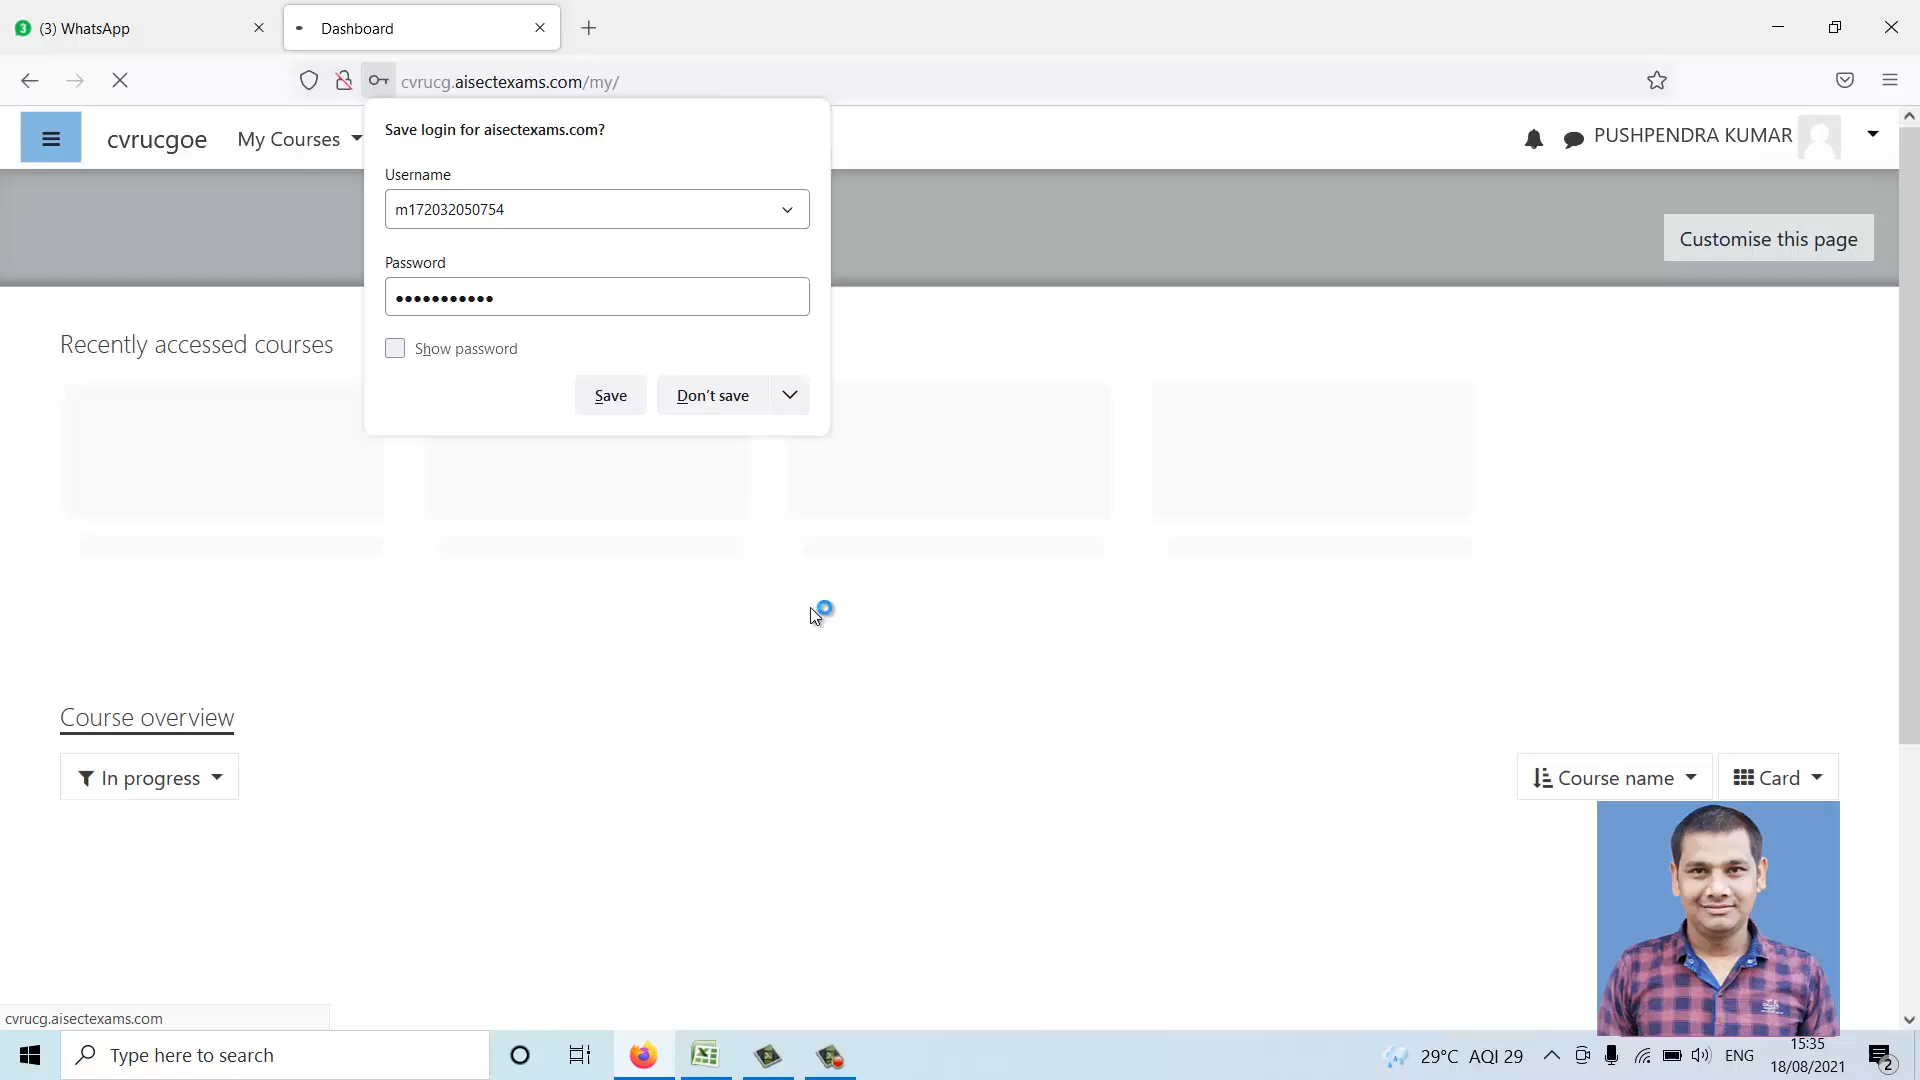 (3) WhatsApp
Dashboard
cvrucg.aisectexams.com/my/
cvrucgoe
My Courses
PUSHPENDRA KUMAR
Save login for aisectexams.com?
Username
m172032050754
Password
•••••••••••
Show password
Save
Don't save
Customise this page
Recently accessed courses
Course overview
In progress
Course name
Card
cvrucg.aisectexams.com
Type here to search
29°C AQI 29
ENG
15:35
18/08/2021
2